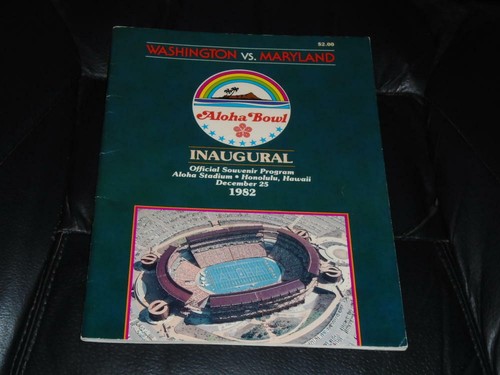 $2.00
WASHINGTON VS. MARYLAND
Aloha Bowl
INAUGURAL
Official Souvenir Program
Aloha Stadium • Honolulu, Hawaii
December 25
1982